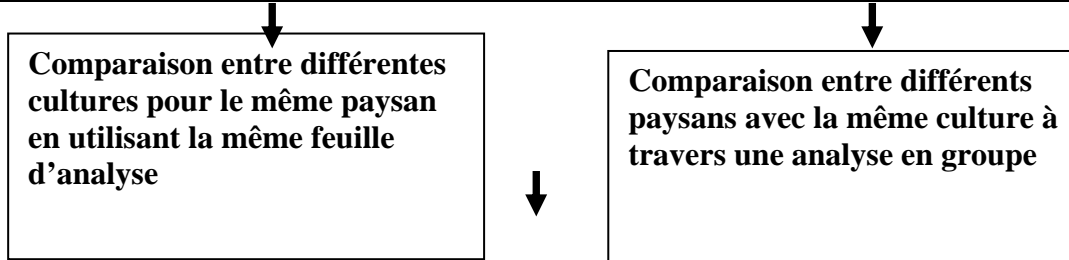 Comparaison entre différentes
cultures pour le même paysan
en utilisant la même feuille
d’analyse
Comparaison entre différents
paysans avec la même culture à
travers une analyse en groupe